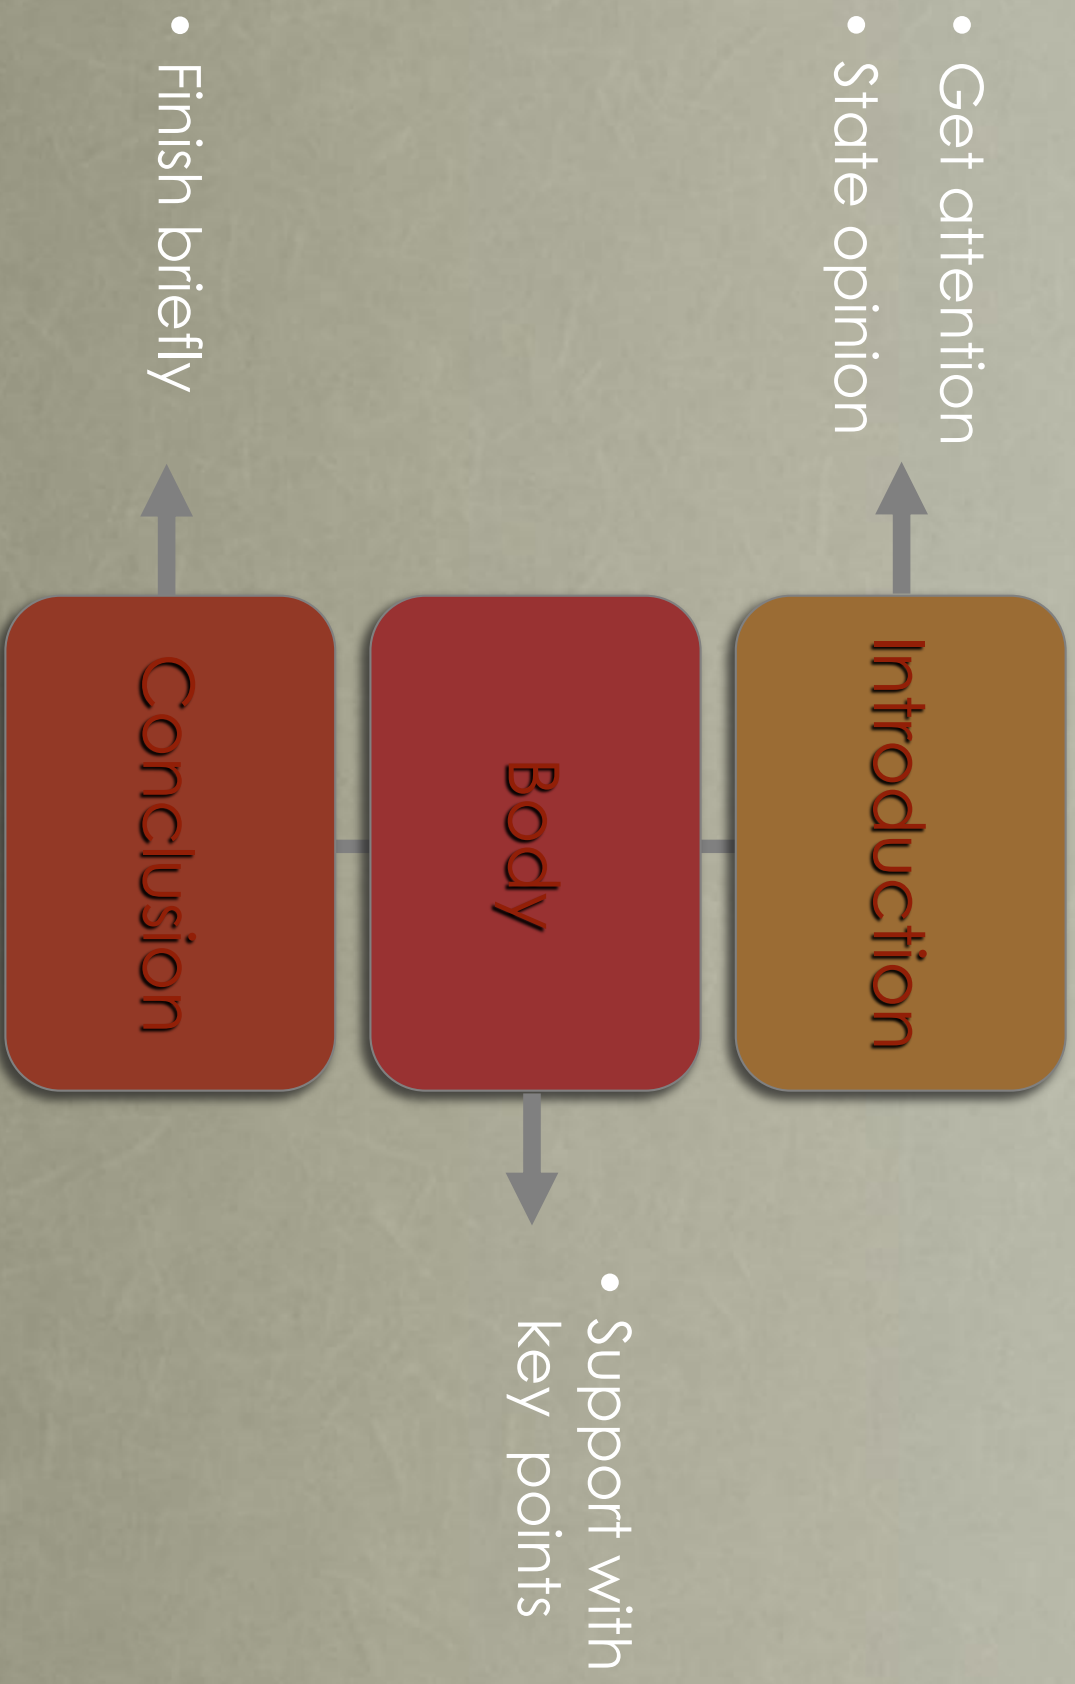 • Get attention
• State opinion
Introduction
Body
• Support with
key points
• Finish briefly
Conclusion